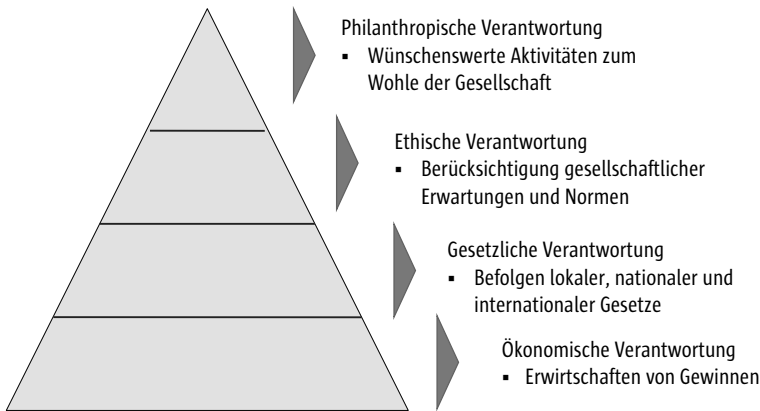 Philanthropische Verantwortung
▪ Wünschenswerte Aktivitäten zum
Wohle der Gesellschaft
Ethische Verantwortung
▪ Berücksichtigung gesellschaftlicher
Erwartungen und Normen
Gesetzliche Verantwortung
▪ Befolgen lokaler, nationaler und
internationaler Gesetze
Ökonomische Verantwortung
▪ Erwirtschaften von Gewinnen